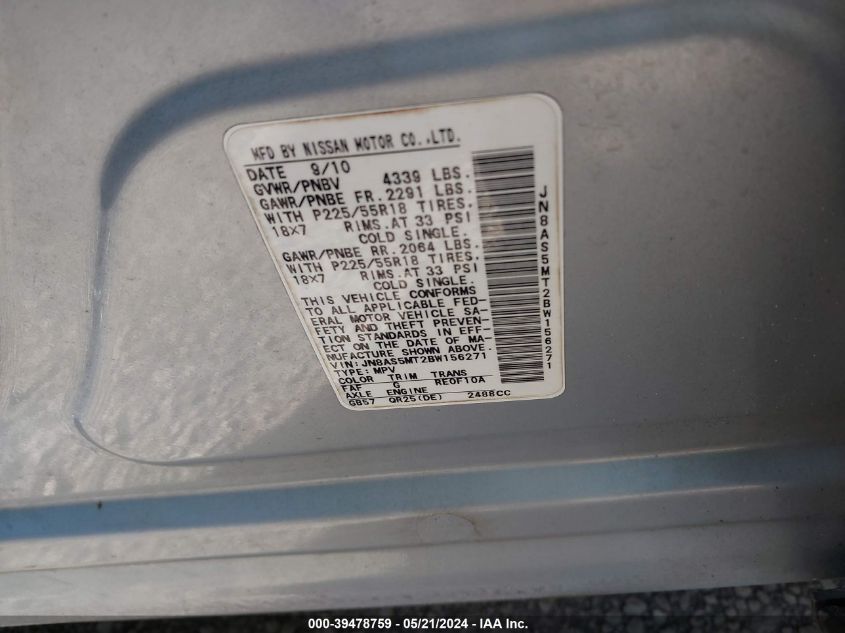 MFD BY NISSAN MOTOR CO.,LTD.
DATE 9/10
GVWR/PNBV 4339 LBS.
GAWR/PNBE FR.2291 LBS.
WITH P225/55R18 TIRES.
18X7 RIMS.AT 33 PSI
COLD SINGLE.
GAWR/PNBE RR.2064 LBS.
WITH P225/55R18 TIRES.
18X7 RIMS.AT 33 PSI
COLD SINGLE.
THIS VEHICLE CONFORMS
TO ALL APPLICABLE FED-
ERAL MOTOR VEHICLE SA-
FETY AND THEFT PREVEN-
TION STANDARDS IN EFF-
ECT ON THE DATE OF MA-
NUFACTURE SHOWN ABOVE.
VIN: JN8AS5MT2BW156271
TYPE: MPV
COLOR TRIM TRANS
FAF G RE0F10A
AXLE ENGINE
GB57 QR25(DE) 2488CC
JN8AS5MT2BW156271
000-39478759 — 05/21/2024 — IAA Inc.